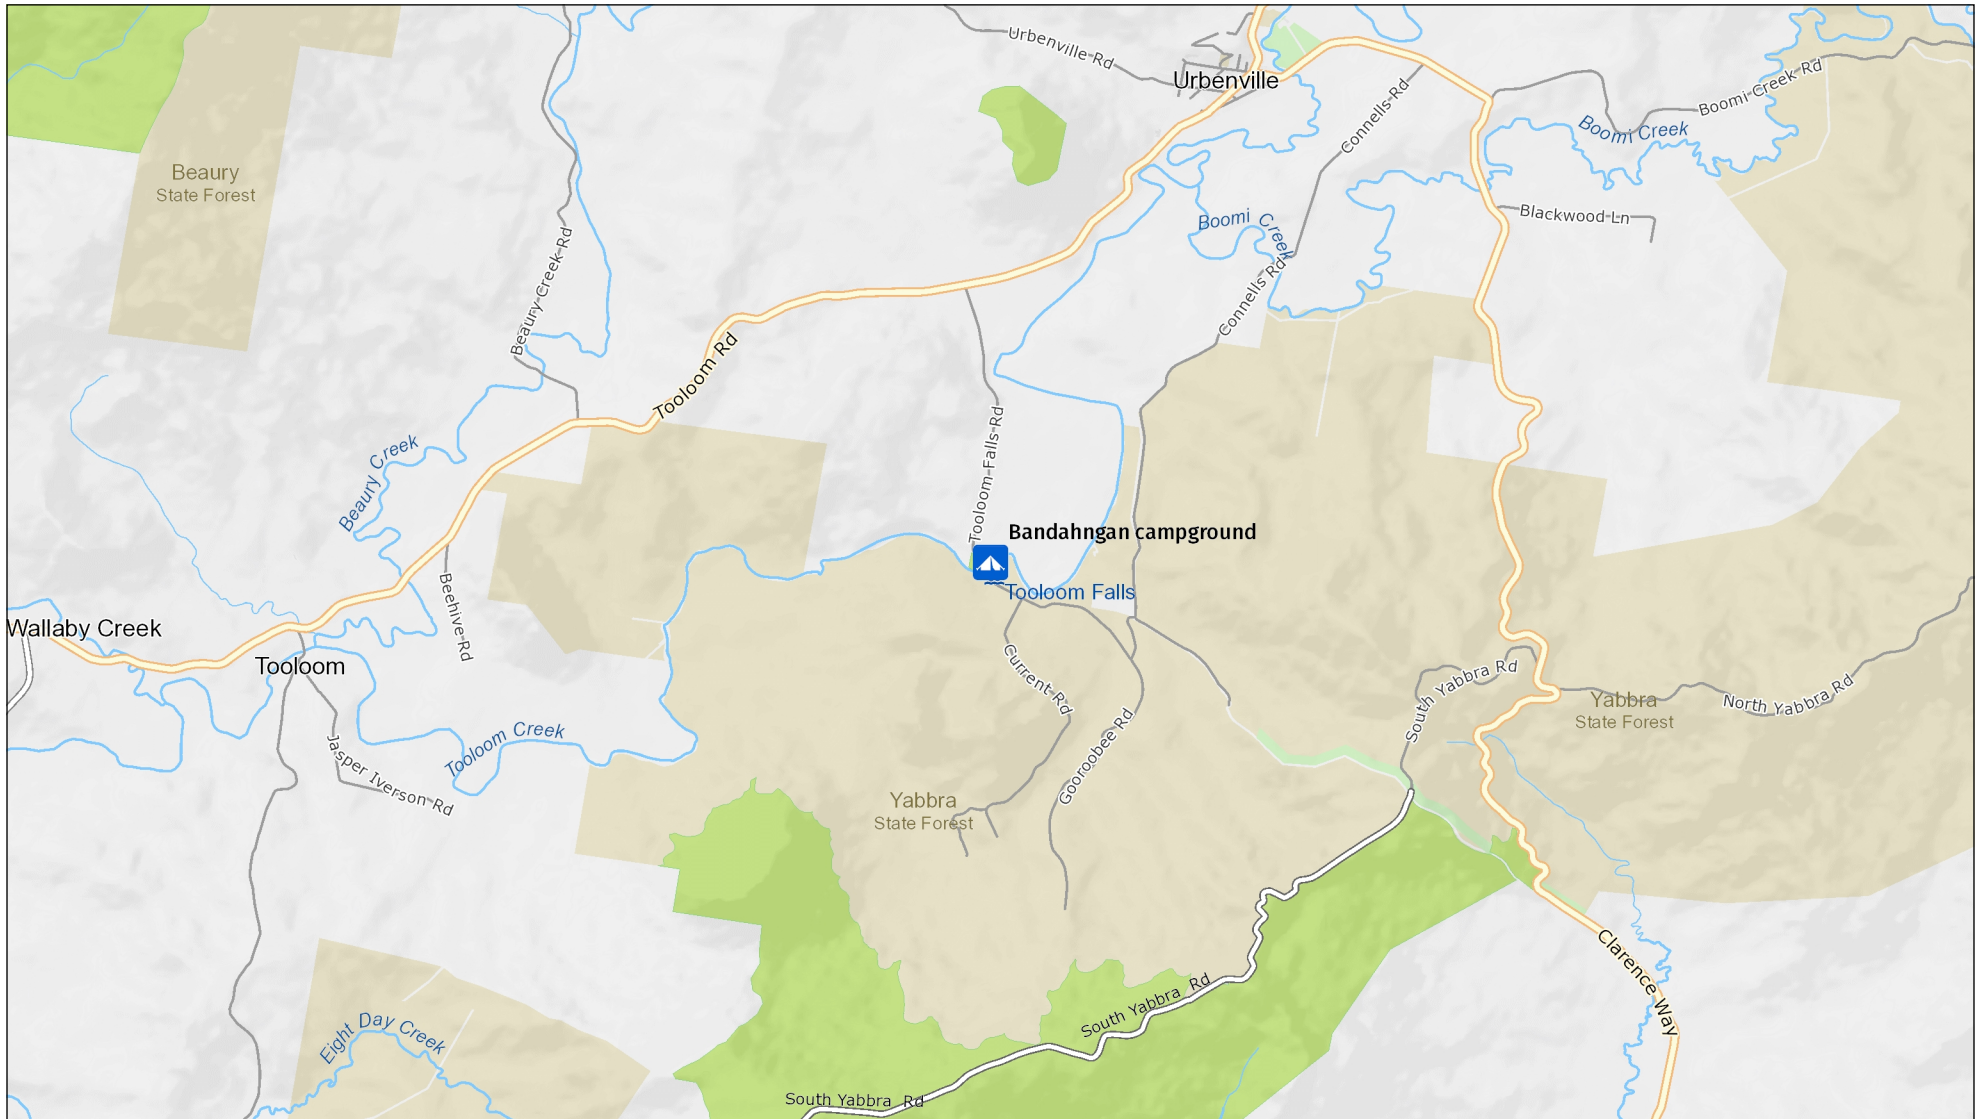 Urbenville Rd
Urbenville
Connells Rd
Boomi Creek Rd
Boomi Creek
Beaury
State Forest
Blackwood Ln
Boomi Creek
Beaury Creek Rd
Connells Rd
Tooloom Rd
Beaury Creek
Tooloom Falls Rd
Bandahngan campground
Tooloom Falls
Beehive Rd
Wallaby Creek
Tooloom
Current Rd
South Yabbra Rd
Yabbra
State Forest
North Yabbra Rd
Tooloom Creek
Jasper Iverson Rd
Gooroobee Rd
Yabbra
State Forest
Clarence Way
South Yabbra Rd
Eight Day Creek
South Yabbra Rd